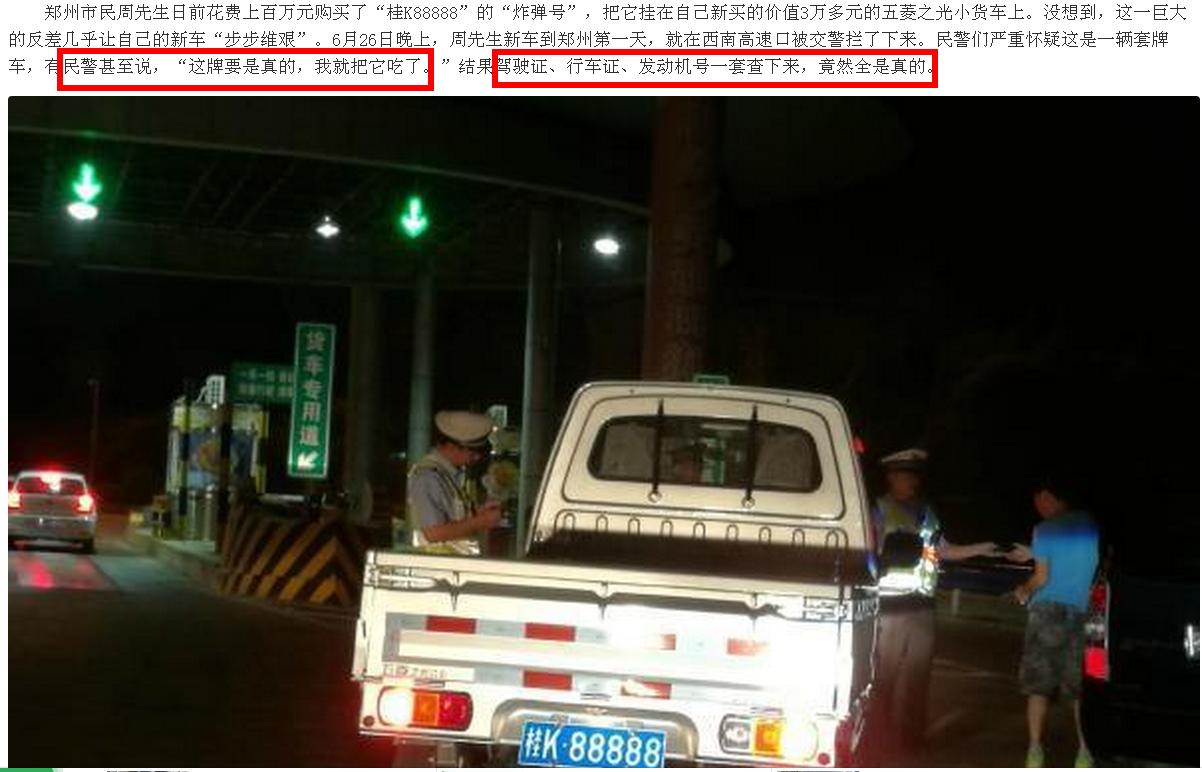 郑州市民周先生日前花费上百万元购买了“桂K88888”的“炸弹号”，把它挂在自己新买的价值3万多元的五菱之光小货车上。没想到，这一巨大
的反差几乎让自己的新车“步步维艰”。6月26日晚上，周先生新车到郑州第一天，就在西南高速口被交警拦了下来。民警们严重怀疑这是一辆套牌
车，有民警甚至说，“这牌要是真的，我就把它吃了。”结果驾驶证、行车证、发动机号一套查下来，竟然全是真的。
货车专用道
桂K·88888